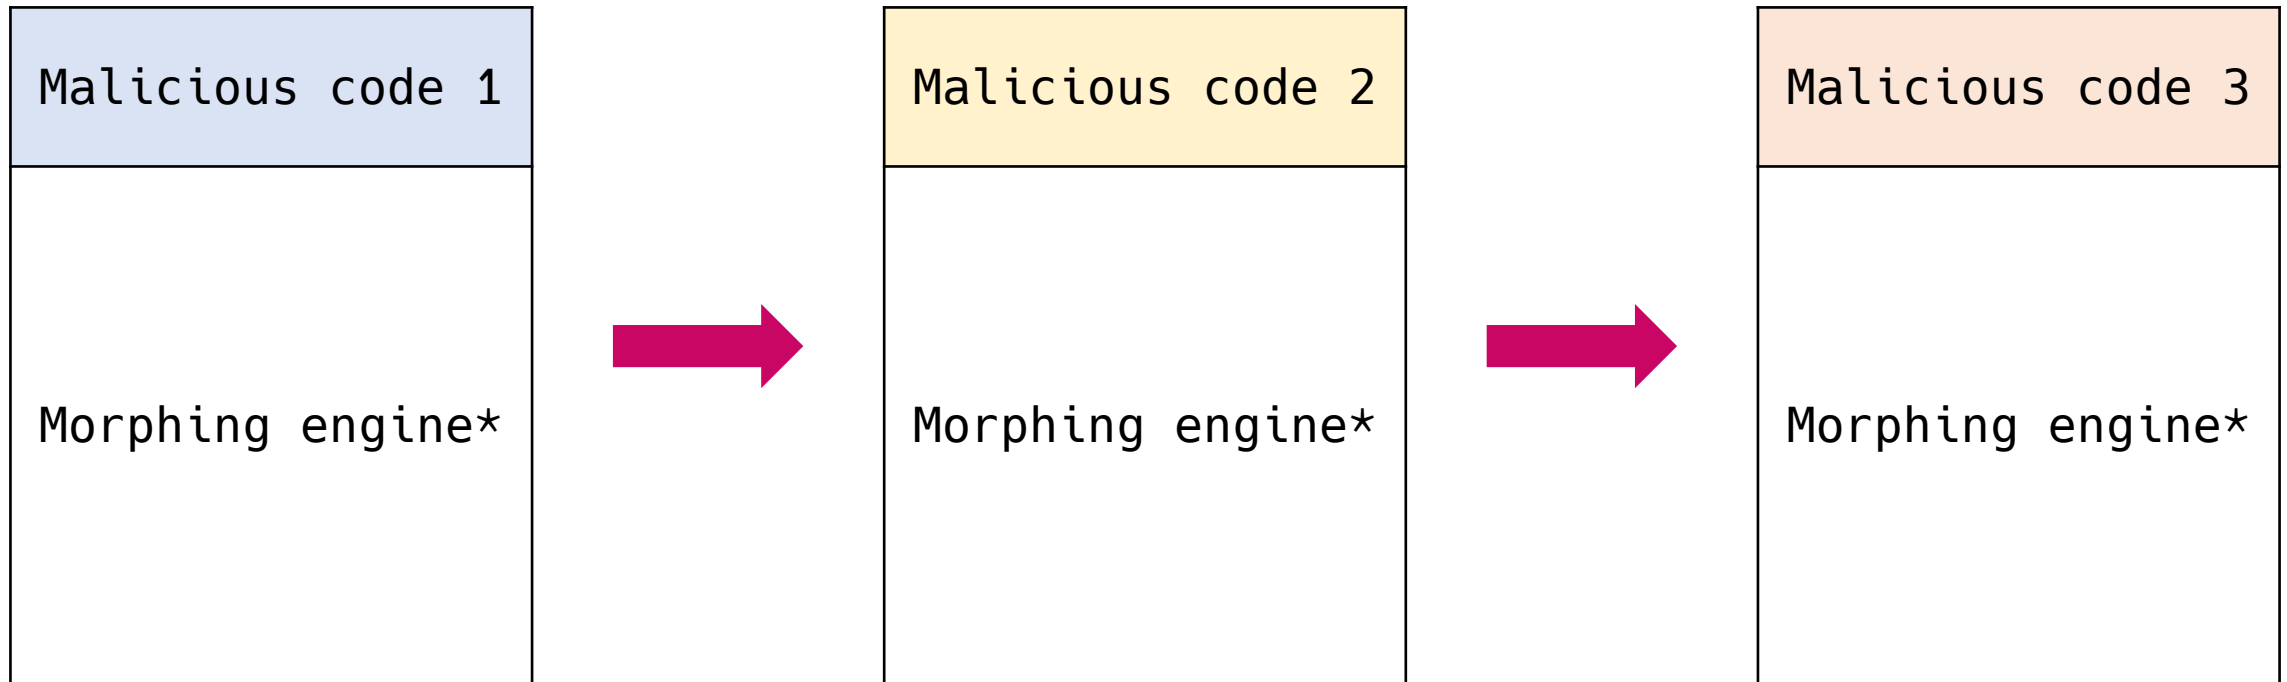 Malicious code 1
Malicious code 2
Malicious code 3
Morphing engine*
Morphing engine*
Morphing engine*